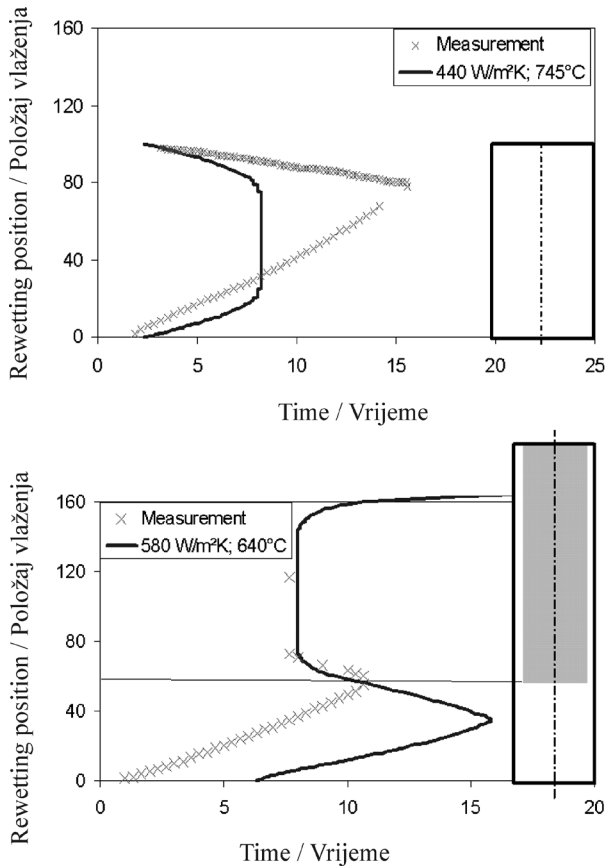 Rewetting position / Položaj vlaženja
160
120
80
40
0
Measurement
440 W/m²K; 745°C
0
5
10
15
20
25
Time / Vrijeme
Rewetting position / Položaj vlaženja
160
120
80
40
0
Measurement
580 W/m²K; 640°C
0
5
10
15
20
Time / Vrijeme